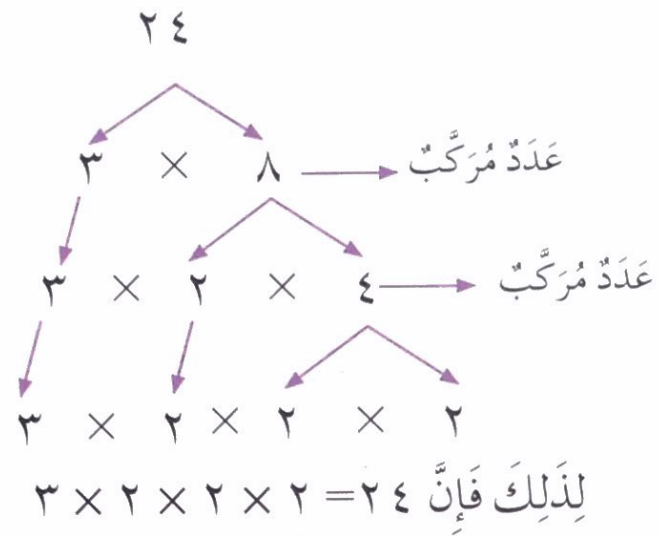 ٢٤
عَدَدٌ مُرَكَّبٌ ٨ × ٣
عَدَدٌ مُرَكَّبٌ ٤ × ٢ × ٣
٢ × ٢ × ٢ × ٣
لِذَلِكَ فَإِنَّ ٢٤ = ٢ × ٢ × ٢ × ٣